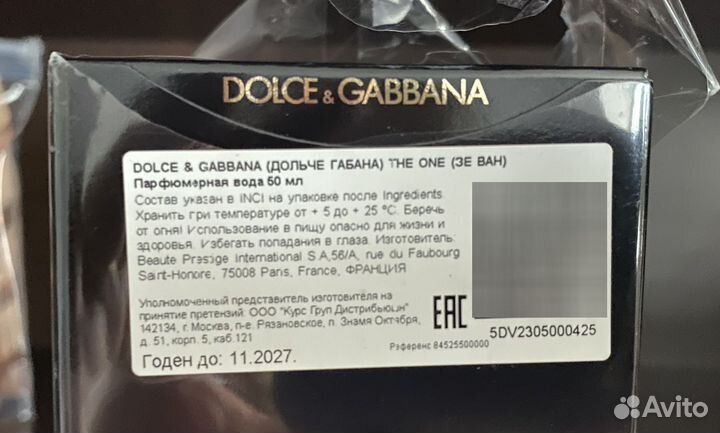 DOLCE & GABBANA
DOLCE & GABBANA (ДОЛЬЧЕ ГАБАНА) THE ONE (ЗЕ ВАН)
Парфюмерная вода 50 мл
Состав указан в INCI на упаковке после Ingredients
Хранить при температуре от + 5 до + 25 °C. Беречь
от огня! Использование в пищу опасно для жизни и
здоровья. Избегать попадания в глаза. Изготовитель:
Beaute Prestige International S.A,56/A, rue du Faubourg
Saint-Honore, 75008 Paris, France, ФРАНЦИЯ
Уполномоченный представитель изготовителя на
принятие претензий: ООО "Курс Груп Дистрибьюшн"
142134, г. Москва, п-е. Рязановское, п. Знамя Октября,
д. 51, корп. 5, каб.121
Годен до: 11.2027.
EAC
5DV2305000425
Референс 84525500000
Avito